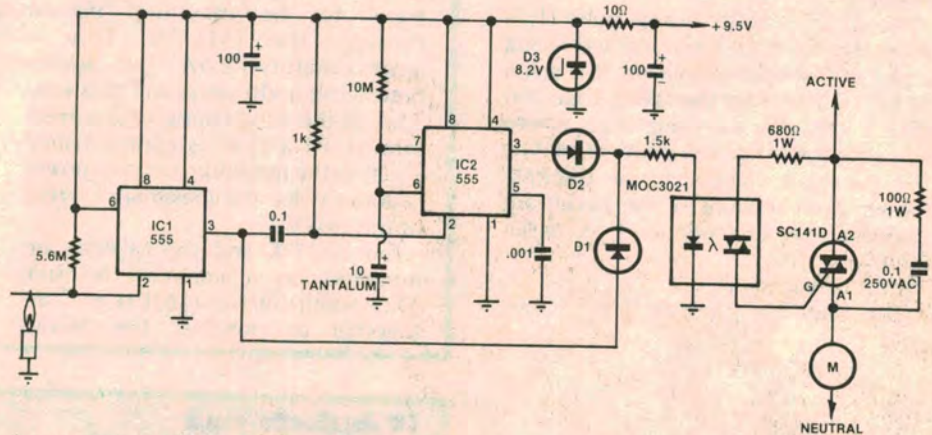 10Ω
+ 9.5V
+
100
-
D3
8.2V
+
100
10M
ACTIVE
1k
8
4
7
3
680Ω
1W
1.5k
IC2
555
6
5
D2
MOC3021
100Ω
1W
8
4
2
1
SC141D
A2
6
IC1
555
3
0.1
.001
D1
λ
5.6M
10
+
TANTALUM
G
A1
0.1
250VAC
2
1
M
NEUTRAL